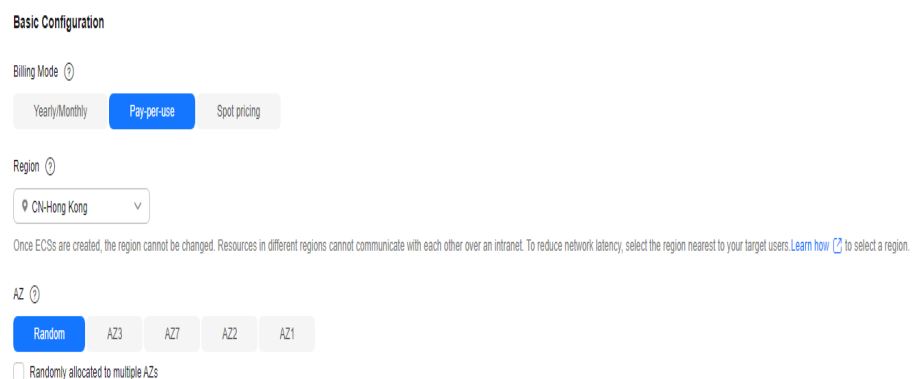 Basic Configuration
Billing Mode ?
Yearly/Monthly Pay-per-use Spot pricing
Region ?
CN-Hong Kong
Once ECSs are created, the region cannot be changed. Resources in different regions cannot communicate with each other over an intranet. To reduce network latency, select the region nearest to your target users.Learn how to select a region.
AZ ?
Random AZ3 AZ7 AZ2 AZ1
Randomly allocated to multiple AZs